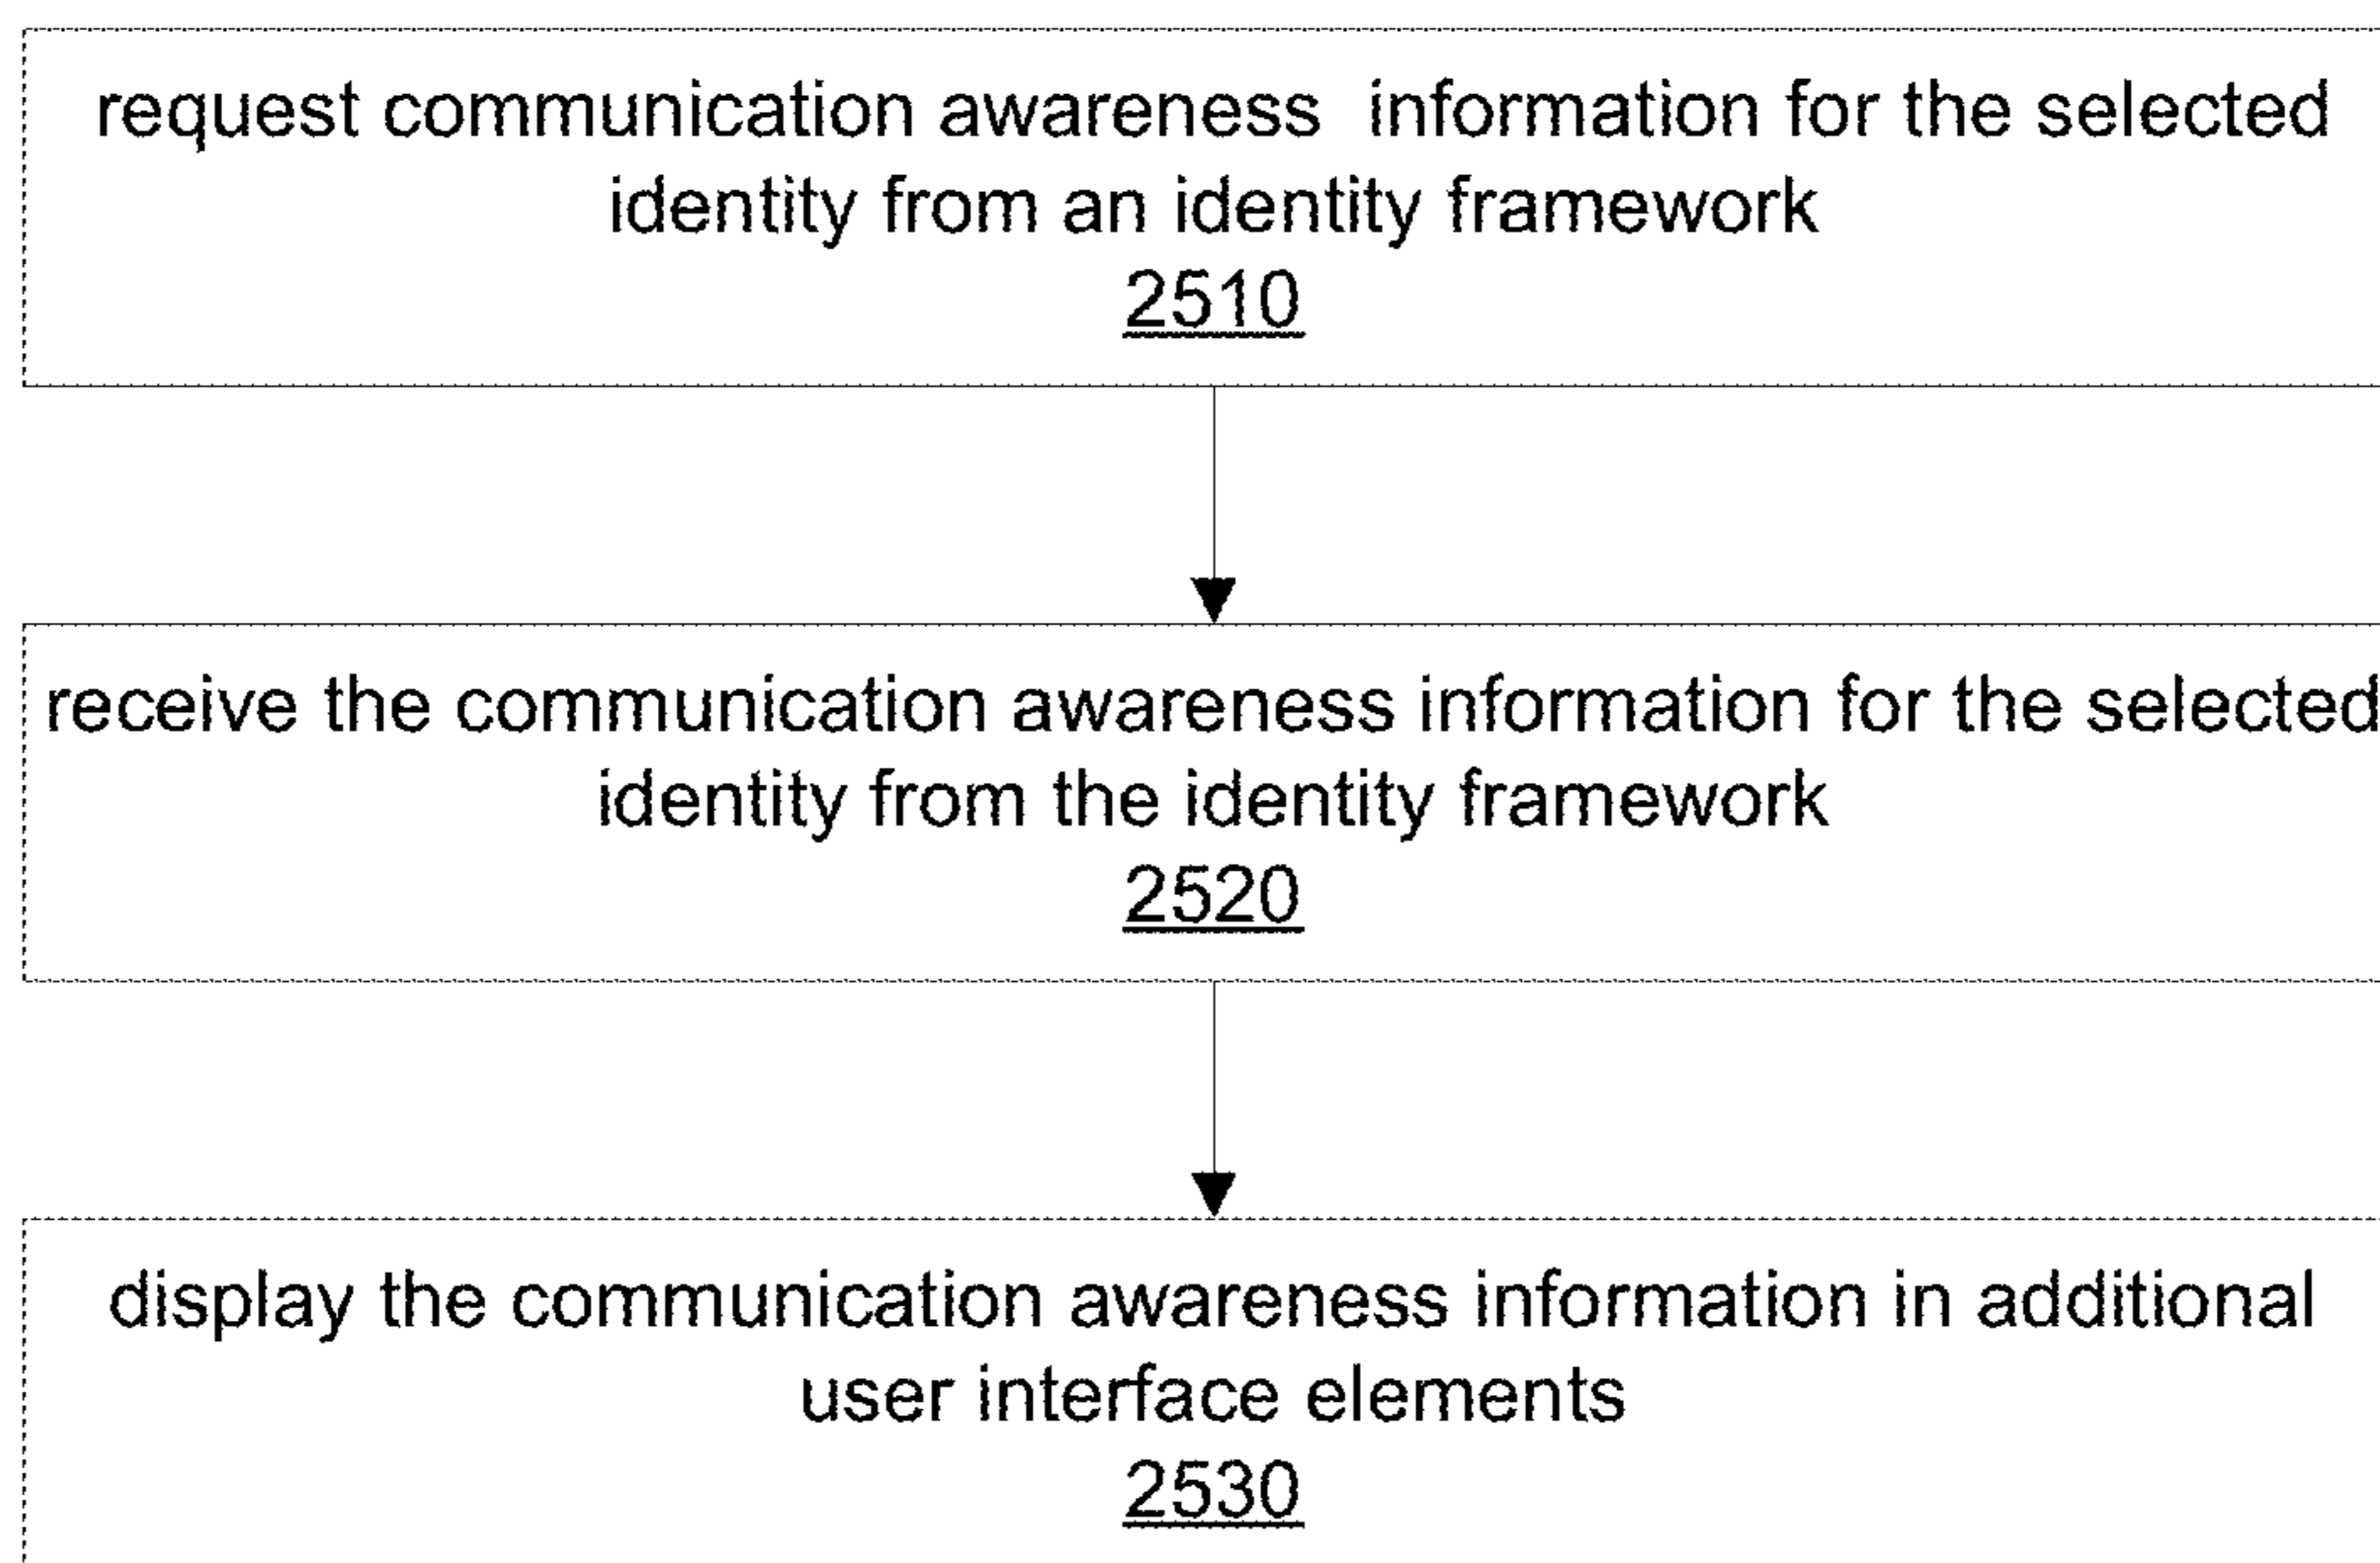 request communication awareness information for the selected
identity from an identity framework
2510
receive the communication awareness information for the selected
identity from the identity framework
2520
display the communication awareness information in additional
user interface elements
2530